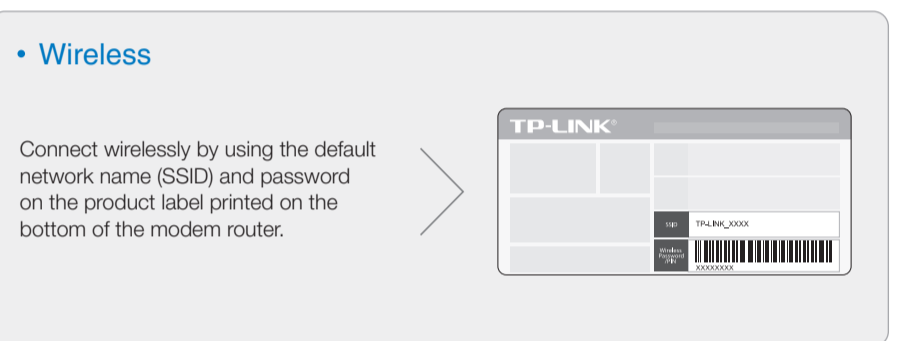 • Wireless
Connect wirelessly by using the default
network name (SSID) and password
on the product label printed on the
bottom of the modem router.
TP-LINK®
SSID
TP-LINK_XXXX
Wireless
Password
/PIN
XXXXXXXX